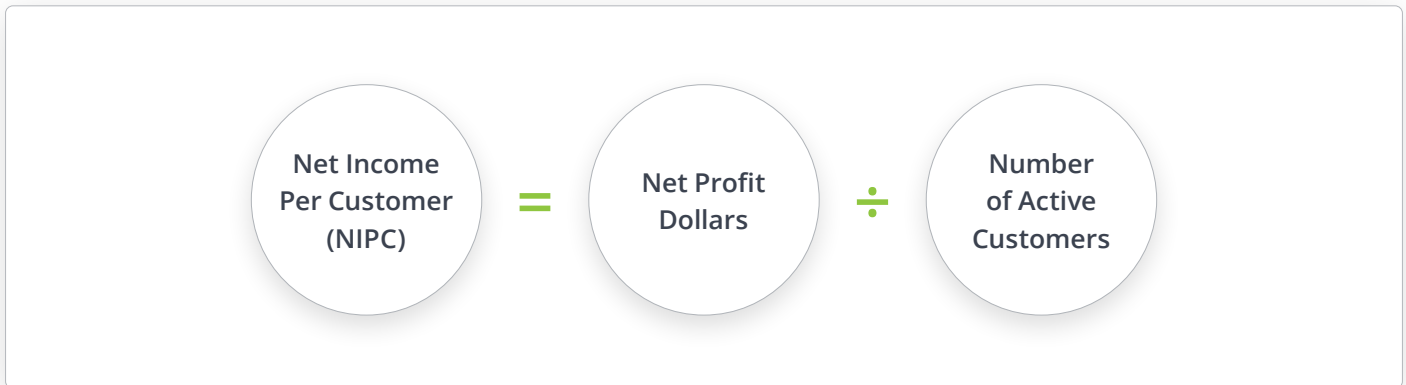 Net Income
Per Customer
(NIPC)
=
Net Profit
Dollars
÷
Number
of Active
Customers